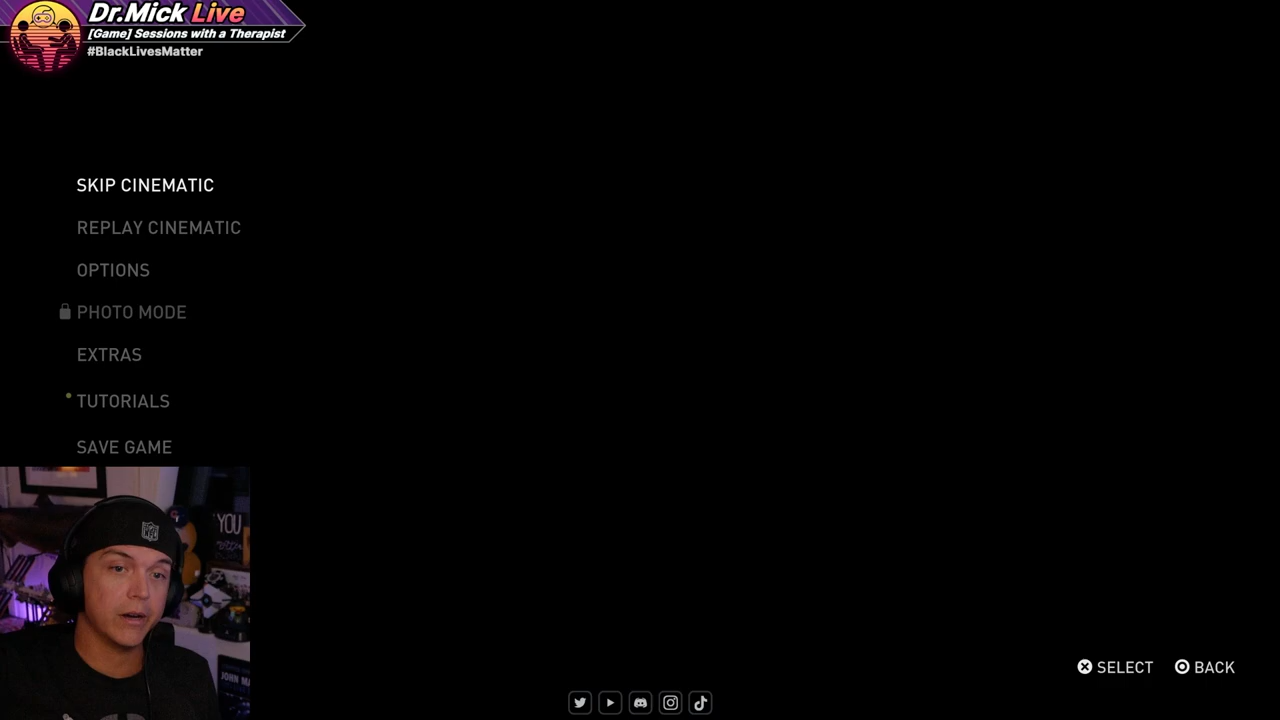 Dr.Mick Live
[Game] Sessions with a Therapist
#BlackLivesMatter
SKIP CINEMATIC
REPLAY CINEMATIC
OPTIONS
PHOTO MODE
EXTRAS
TUTORIALS
SAVE GAME
YOU
JOHN
SELECT
BACK